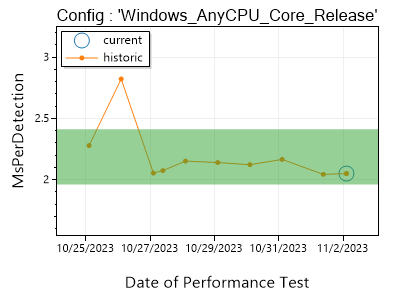 Config : 'Windows_AnyCPU_Core_Release'
current
historic
3
2.5
2
MsPerDetection
10/25/2023 10/27/2023 10/29/2023 10/31/2023 11/2/2023
Date of Performance Test